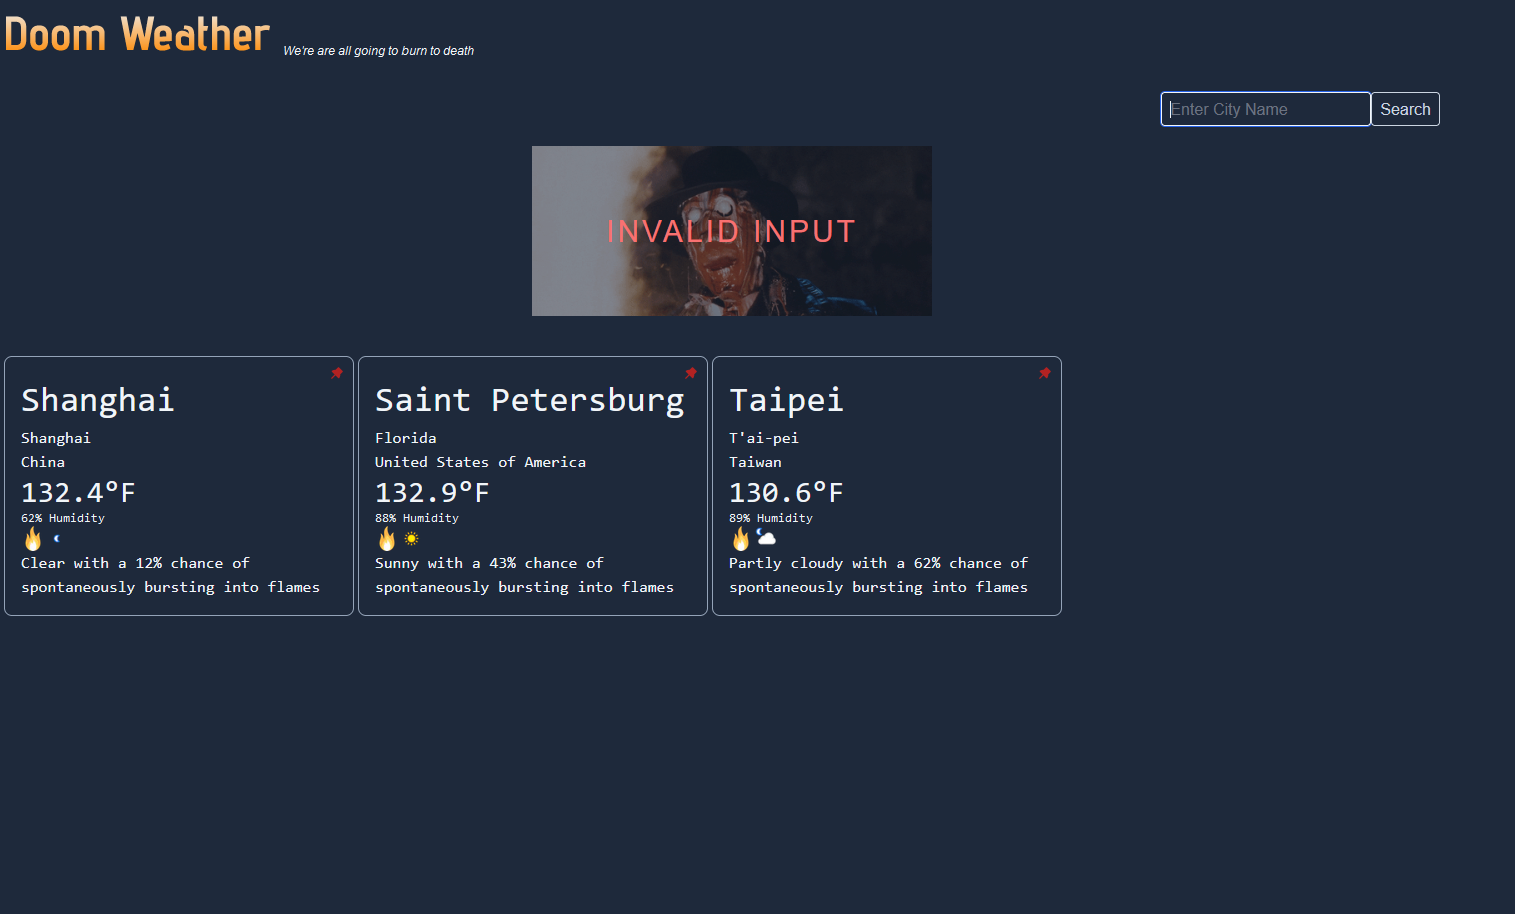 Doom Weather
We're are all going to burn to death
Enter City Name
Search
INVALID INPUT
Shanghai
Shanghai
China
132.4°F
62% Humidity
Clear with a 12% chance of
spontaneously bursting into flames
Saint Petersburg
Florida
United States of America
132.9°F
88% Humidity
Sunny with a 43% chance of
spontaneously bursting into flames
Taipei
T'ai-pei
Taiwan
130.6°F
89% Humidity
Partly cloudy with a 62% chance of
spontaneously bursting into flames